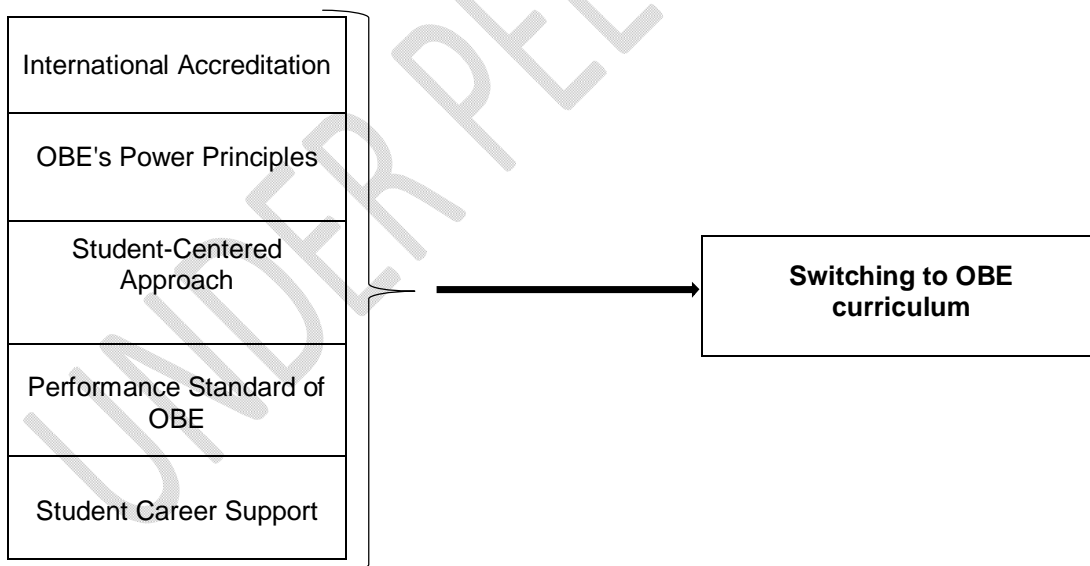 International Accreditation
OBE's Power Principles
Student-Centered
Approach
Performance Standard of
OBE
Student Career Support
Switching to OBE
curriculum
UNDER PEE